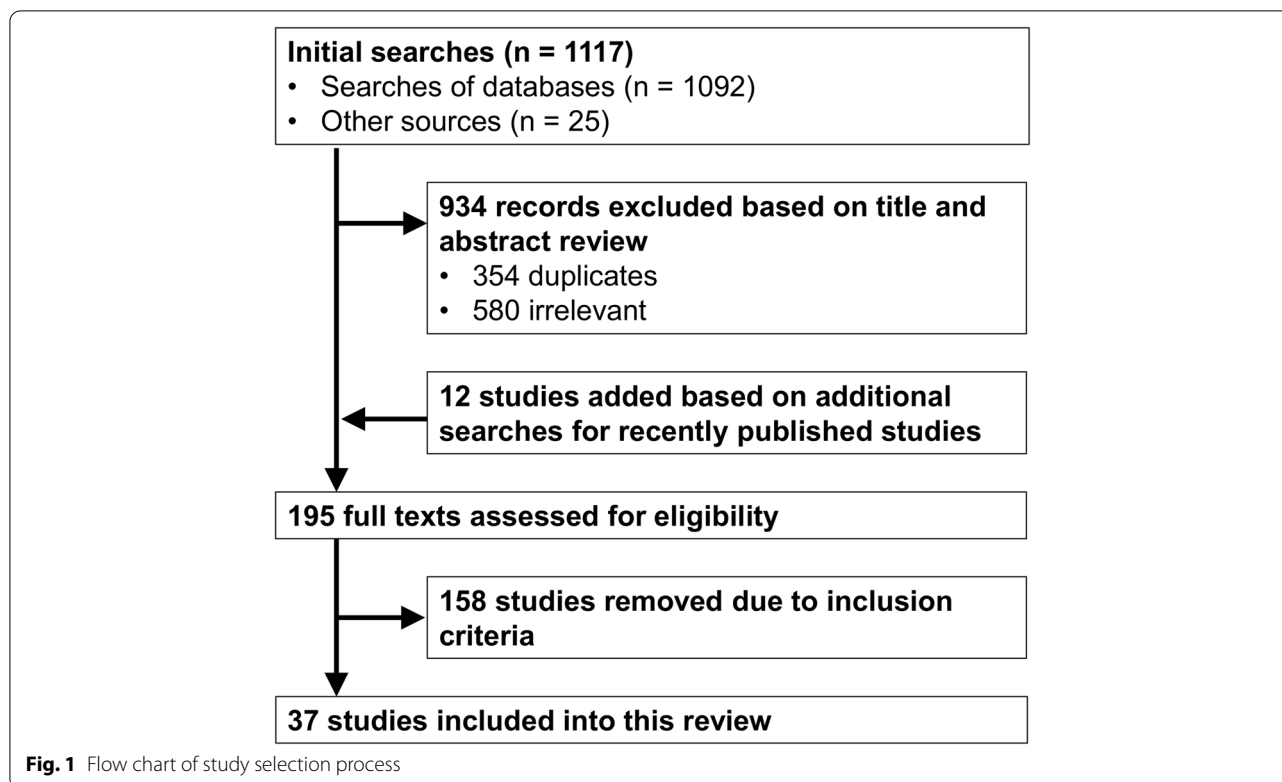 Initial searches (n = 1117)
• Searches of databases (n = 1092)
• Other sources (n = 25)
934 records excluded based on title and
abstract review
• 354 duplicates
• 580 irrelevant
12 studies added based on additional
searches for recently published studies
195 full texts assessed for eligibility
158 studies removed due to inclusion
criteria
37 studies included into this review
Fig. 1 Flow chart of study selection process